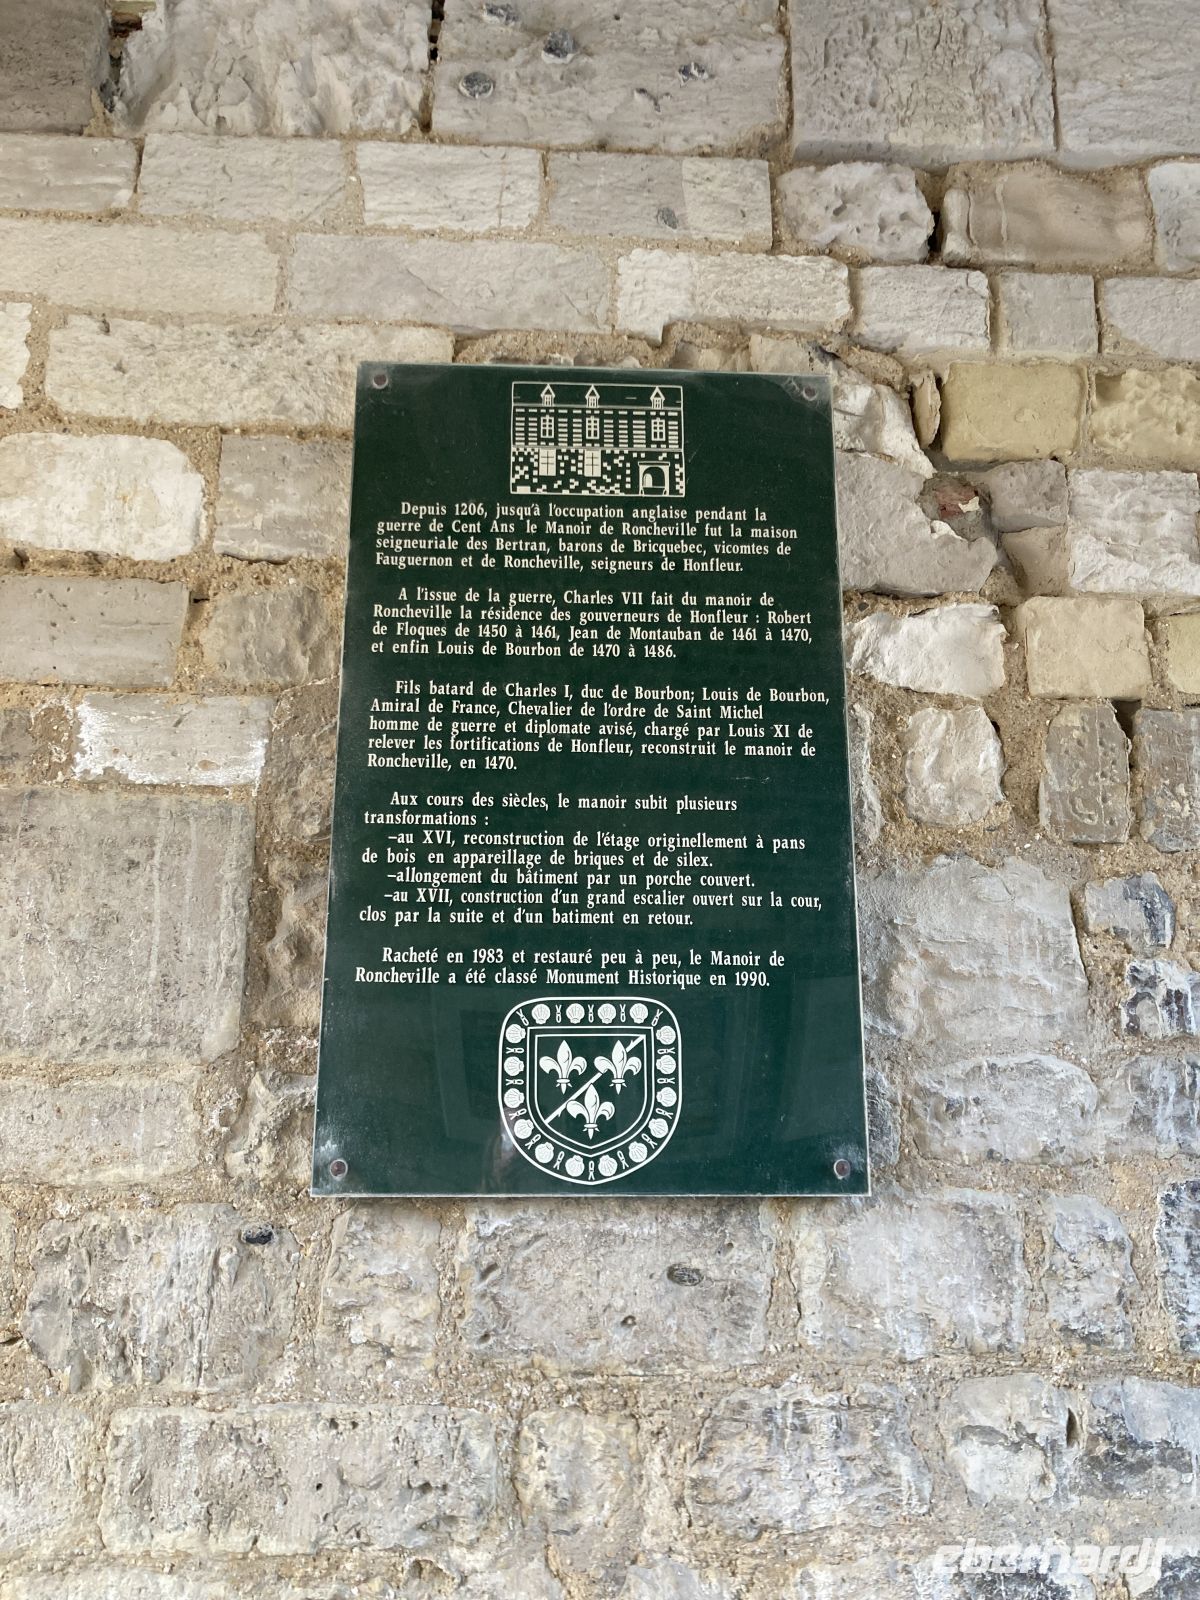 Depuis 1206, jusqu'à l'occupation anglaise pendant la
guerre de Cent Ans le Manoir de Roncheville fut la maison
seigneuriale des Bertran, barons de Bricquebec, vicomtes de
Fauguernon et de Roncheville, seigneurs de Honfleur.
A l'issue de la guerre, Charles VII fait du manoir de
Roncheville la résidence des gouverneurs de Honfleur : Robert
de Floques de 1450 à 1461, Jean de Montauban de 1461 à 1470,
et enfin Louis de Bourbon de 1470 à 1486.
Fils batard de Charles I, duc de Bourbon; Louis de Bourbon,
Amiral de France, Chevalier de l'ordre de Saint Michel
homme de guerre et diplomate avisé, chargé par Louis XI de
relever les fortifications de Honfleur, reconstruit le manoir de
Roncheville, en 1470.
Aux cours des siècles, le manoir subit plusieurs
transformations :
–au XVI, reconstruction de l'étage originellement à pans
de bois en appareillage de briques et de silex.
–allongement du bâtiment par un porche couvert.
–au XVII, construction d'un grand escalier ouvert sur la cour,
clos par la suite et d'un batiment en retour.
Racheté en 1983 et restauré peu à peu, le Manoir de
Roncheville a été classé Monument Historique en 1990.
eberhardt